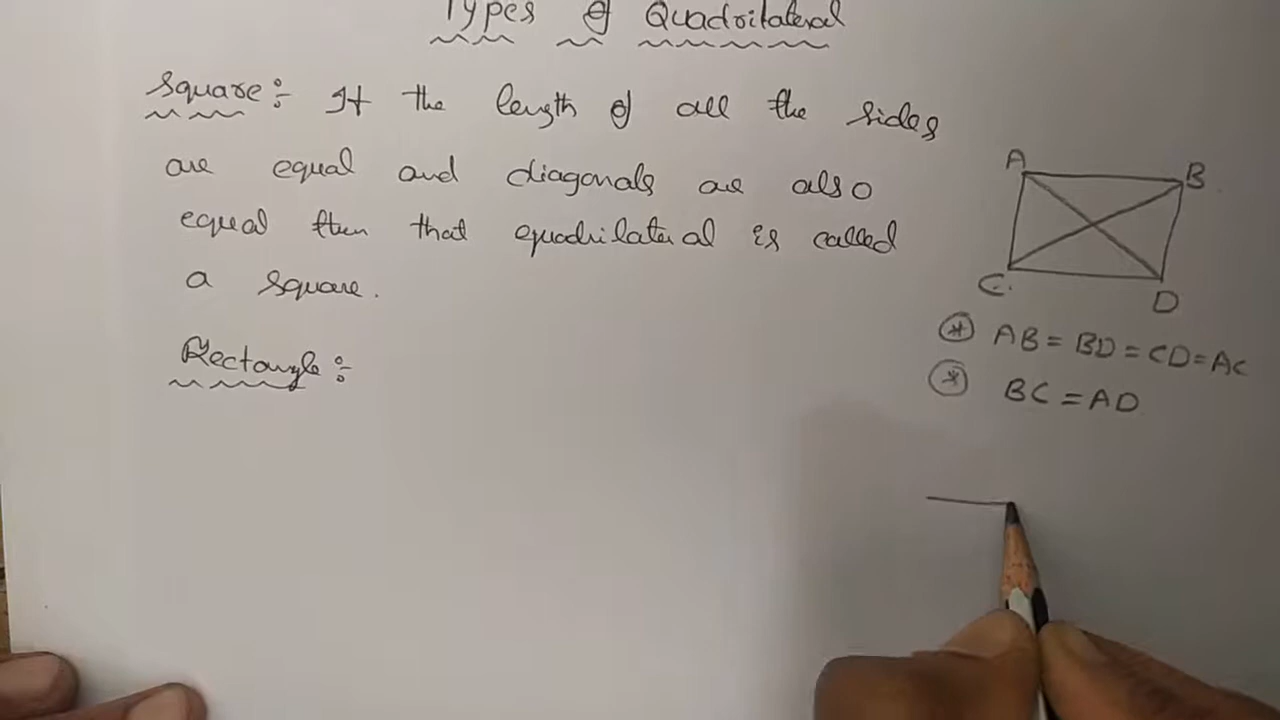 Types of Quadrilateral
Square:- If the length of all the sides
are equal and diagonals are also
equal then that quadrilateral is called
a square.
A
B
C
D
* AB = BD = CD = AC
* BC = AD
Rectangle:-